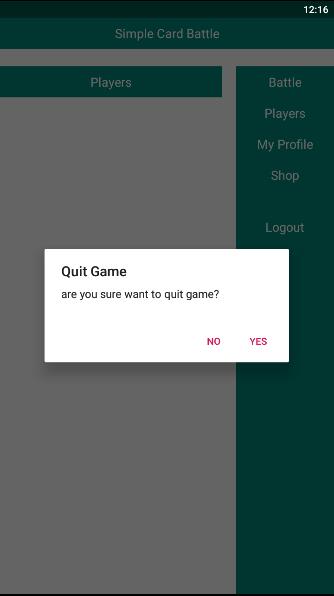 12:16
Simple Card Battle
Players
Battle
Players
My Profile
Shop
Logout
Quit Game
are you sure want to quit game?
NO
YES